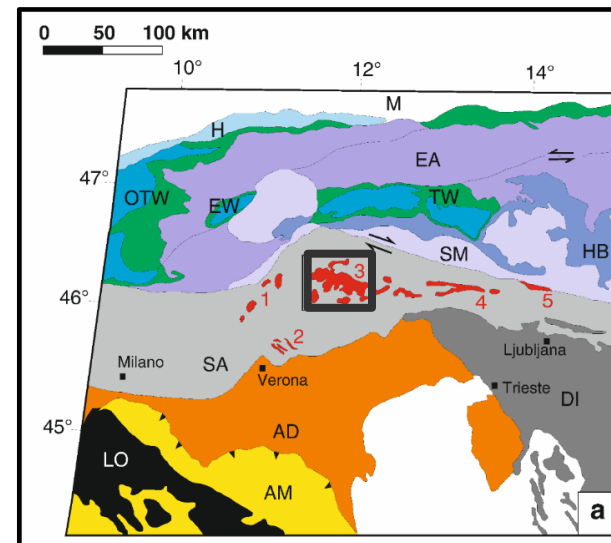 0 50 100 km
10° 12° 14°
M
H
EA
47°
OTW EW TW
SM HB
3
46° 1 4 5
2
Milano SA Ljubljana
Verona Trieste
45° AD DI
LO
AM a